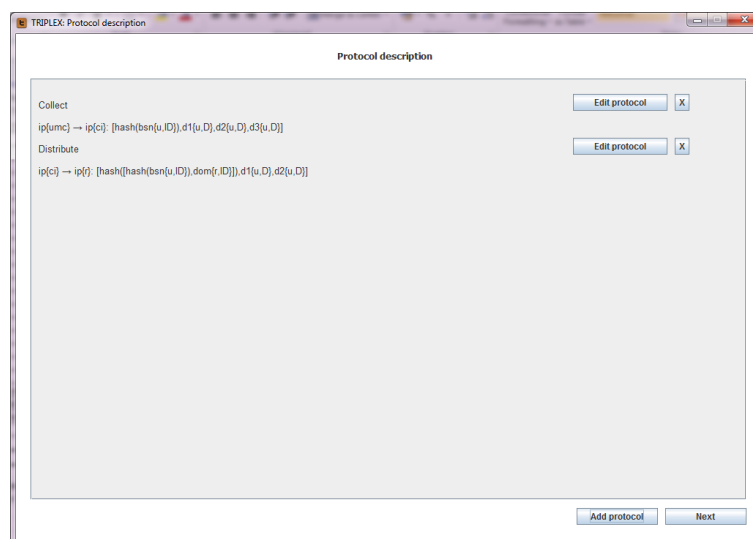 TRIPLEX: Protocol description
Protocol description
Collect
Edit protocol
X
ip{umc} → ip{ci}: [hash(bsn{u,ID}),d1{u,D},d2{u,D},d3{u,D}]
Distribute
Edit protocol
X
ip{ci} → ip{r}: [hash([hash(bsn{u,ID}),dom{r,ID}]),d1{u,D},d2{u,D}]
Add protocol
Next